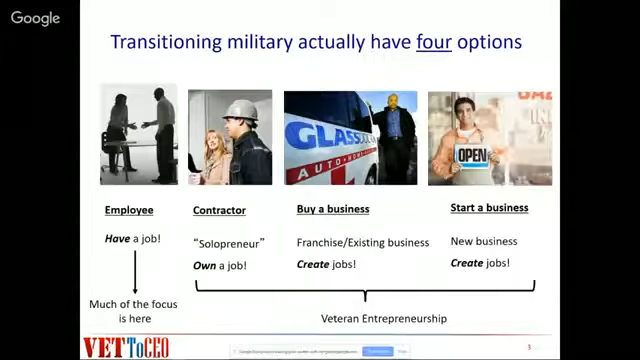 Google
Transitioning military actually have four options
GLASS
AUTO
OPEN
Employee
Contractor
Buy a business
Start a business
Have a job!
"Solopreneur"
Franchise/Existing business
New business
Own a job!
Create jobs!
Create jobs!
Much of the focus
is here
Veteran Entrepreneurship
VETTOCEO